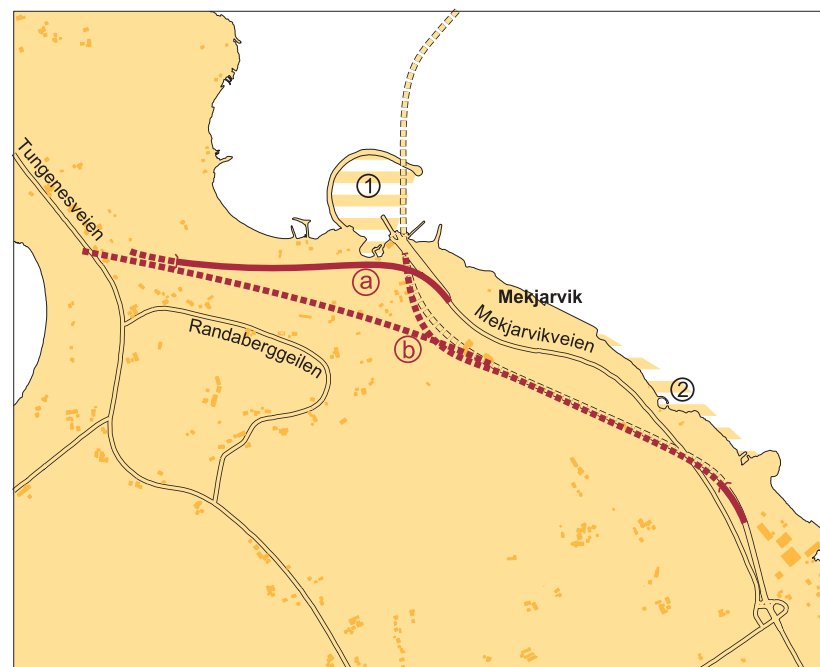 Tungenesveien
1
a
Mekjarvik
Mekjarvikveien
Randaberggeilen
b
2